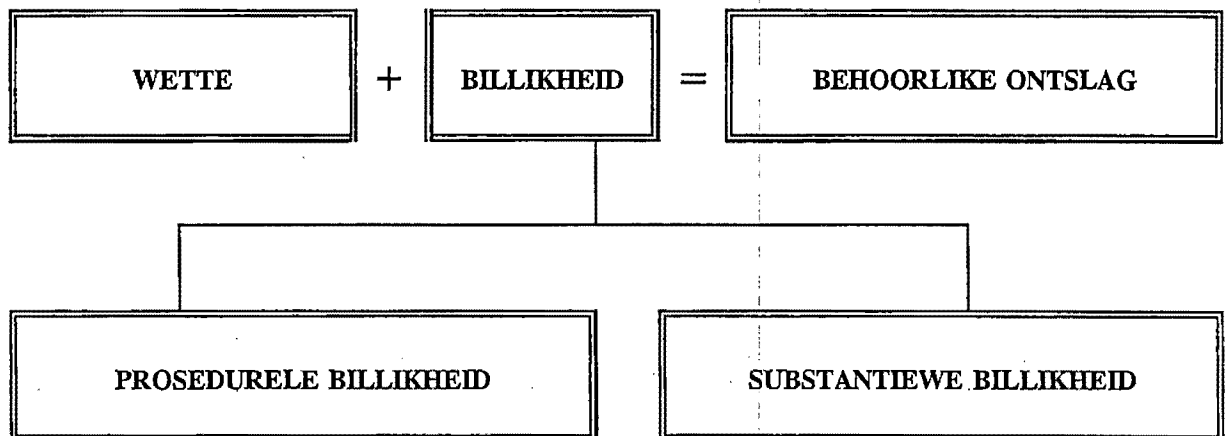 WETTE + BILLIKHEID = BEHOORLIKE ONTSLAG
PROSEDURELE BILLIKHEID SUBSTANTIEWE BILLIKHEID